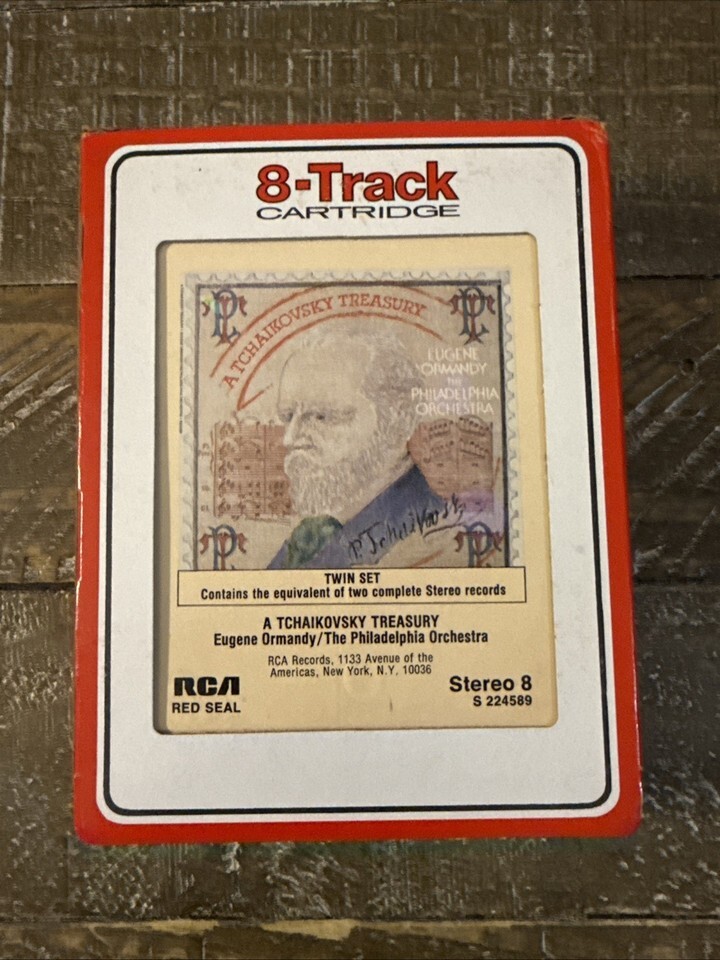 8-Track
CARTRIDGE
A TCHAIKOVSKY TREASURY
EUGENE
ORMANDY
THE
PHILADELPHIA
ORCHESTRA
P. Tchaikovsky
TWIN SET
Contains the equivalent of two complete Stereo records
A TCHAIKOVSKY TREASURY
Eugene Ormandy/The Philadelphia Orchestra
RCA Records, 1133 Avenue of the
Americas, New York, N.Y. 10036
RCA
RED SEAL
Stereo 8
S 224589